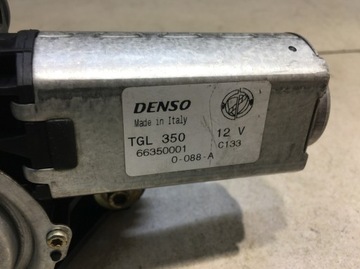 DENSO
Made in Italy
TGL 350 12 V
66350001 C133
0-088-A